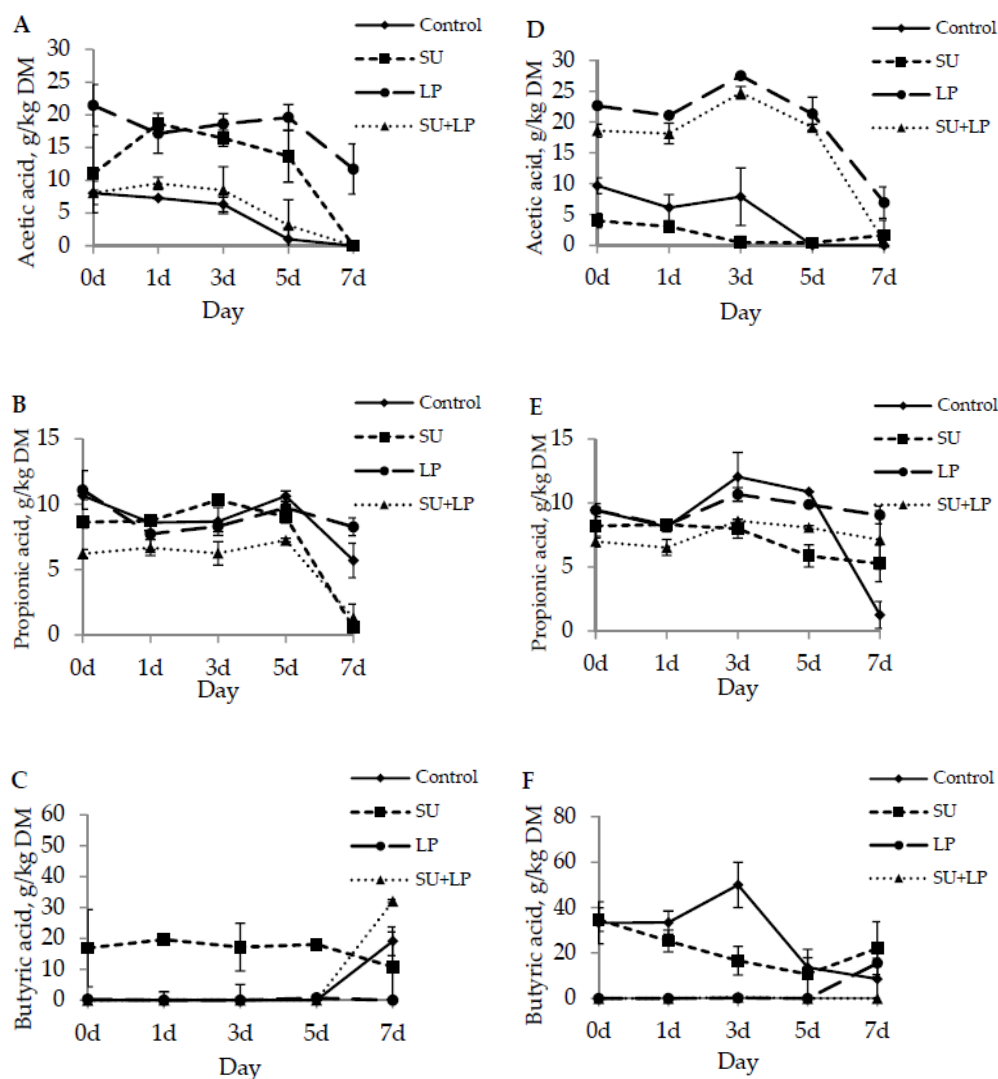 A
Control
SU
LP
SU+LP
Acetic acid, g/kg DM
30
25
20
15
10
5
0
0d 1d 3d 5d 7d
Day
D
Control
SU
LP
SU+LP
Acetic acid, g/kg DM
30
25
20
15
10
5
0
0d 1d 3d 5d 7d
Day
B
Control
SU
LP
SU+LP
Propionic acid, g/kg DM
15
10
5
0
0d 1d 3d 5d 7d
Day
E
Control
SU
LP
SU+LP
Propionic acid, g/kg DM
15
10
5
0
0d 1d 3d 5d 7d
Day
C
Control
SU
LP
SU+LP
Butyric acid, g/kg DM
60
50
40
30
20
10
0
0d 1d 3d 5d 7d
Day
F
Control
SU
LP
SU+LP
Butyric acid, g/kg DM
80
60
40
20
0
0d 1d 3d 5d 7d
Day